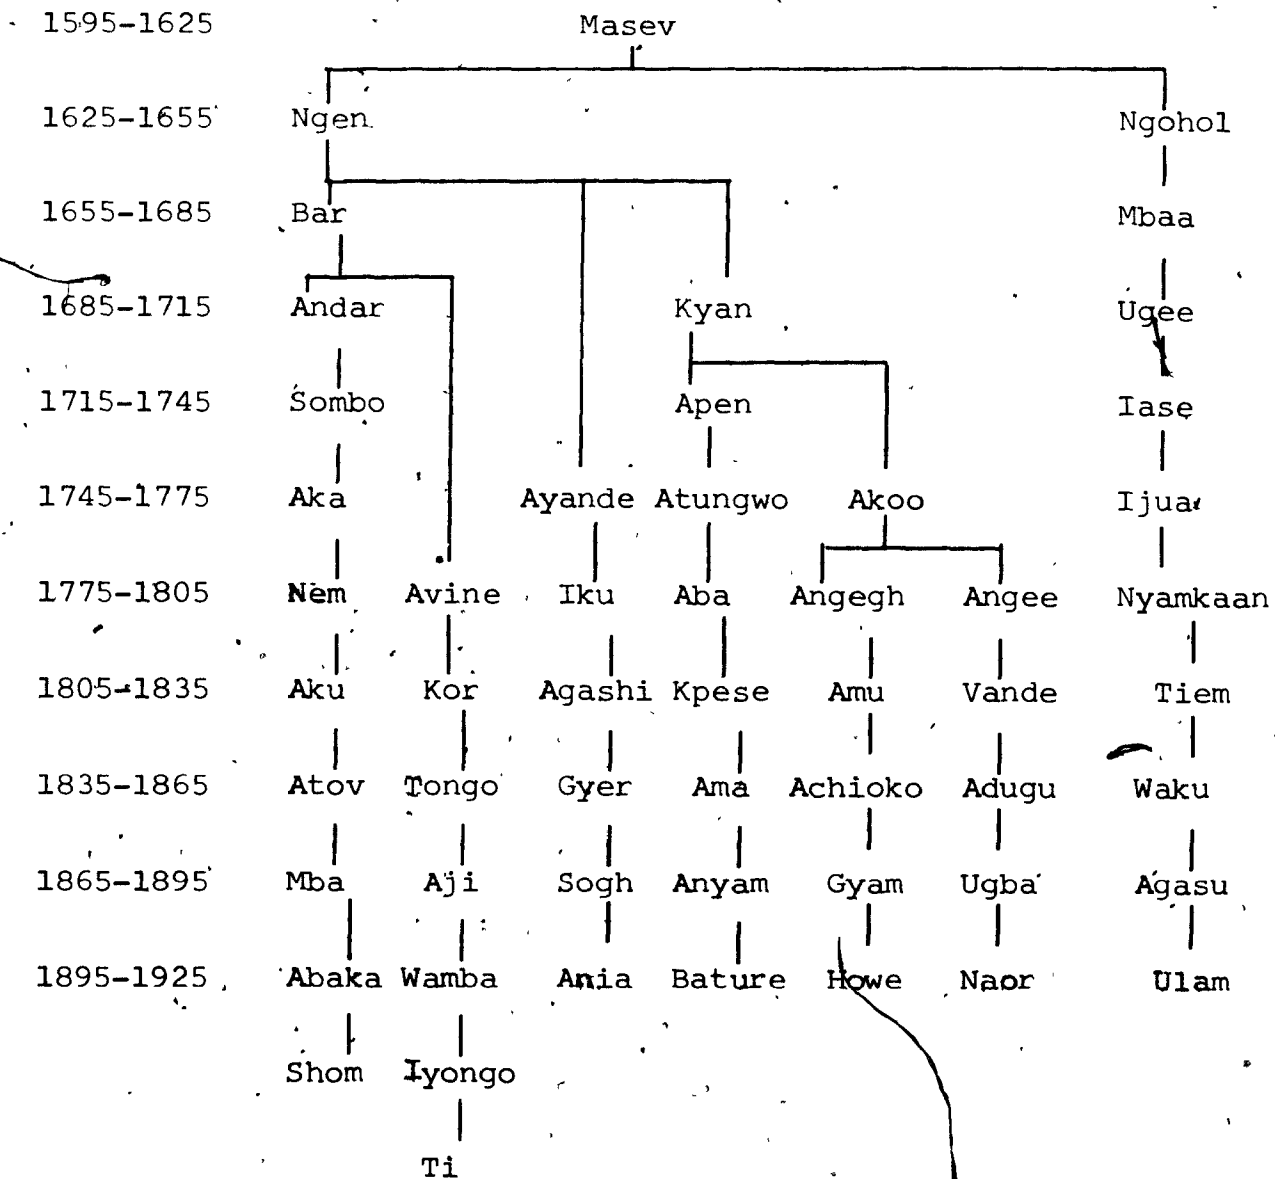 1595-1625 Masev
1625-1655 Ngen Ngohol
1655-1685 Bar Mbaa
1685-1715 Andar Kyan Ugee
1715-1745 Sombo Apen Iase
1745-1775 Aka Ayande Atungwo Akoo Ijua
1775-1805 Nem Avine Iku Aba Angegh Angee Nyamkaan
1805-1835 Aku Kor Agashi Kpese Amu Vande Tiem
1835-1865 Atov Tongo Gyer Ama Achioko Adugu Waku
1865-1895 Mba Aji Sogh Anyam Gyam Ugba Agasu
1895-1925 Abaka Wamba Ania Bature Howe Naor Ulam
Shom Iyongo
Ti